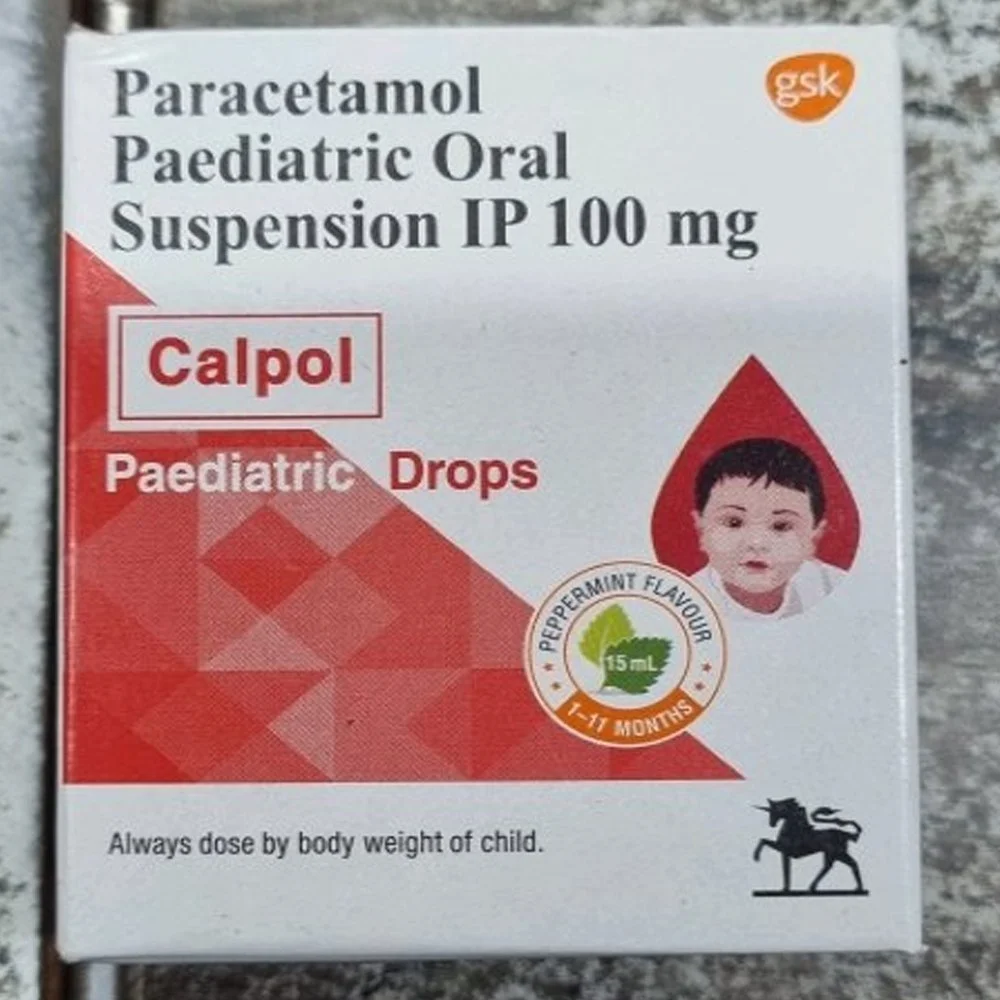 Paracetamol
Paediatric Oral
Suspension IP 100 mg
gsk
Calpol
Paediatric Drops
PEPPERMINT FLAVOUR
15 mL
1–11 MONTHS
Always dose by body weight of child.